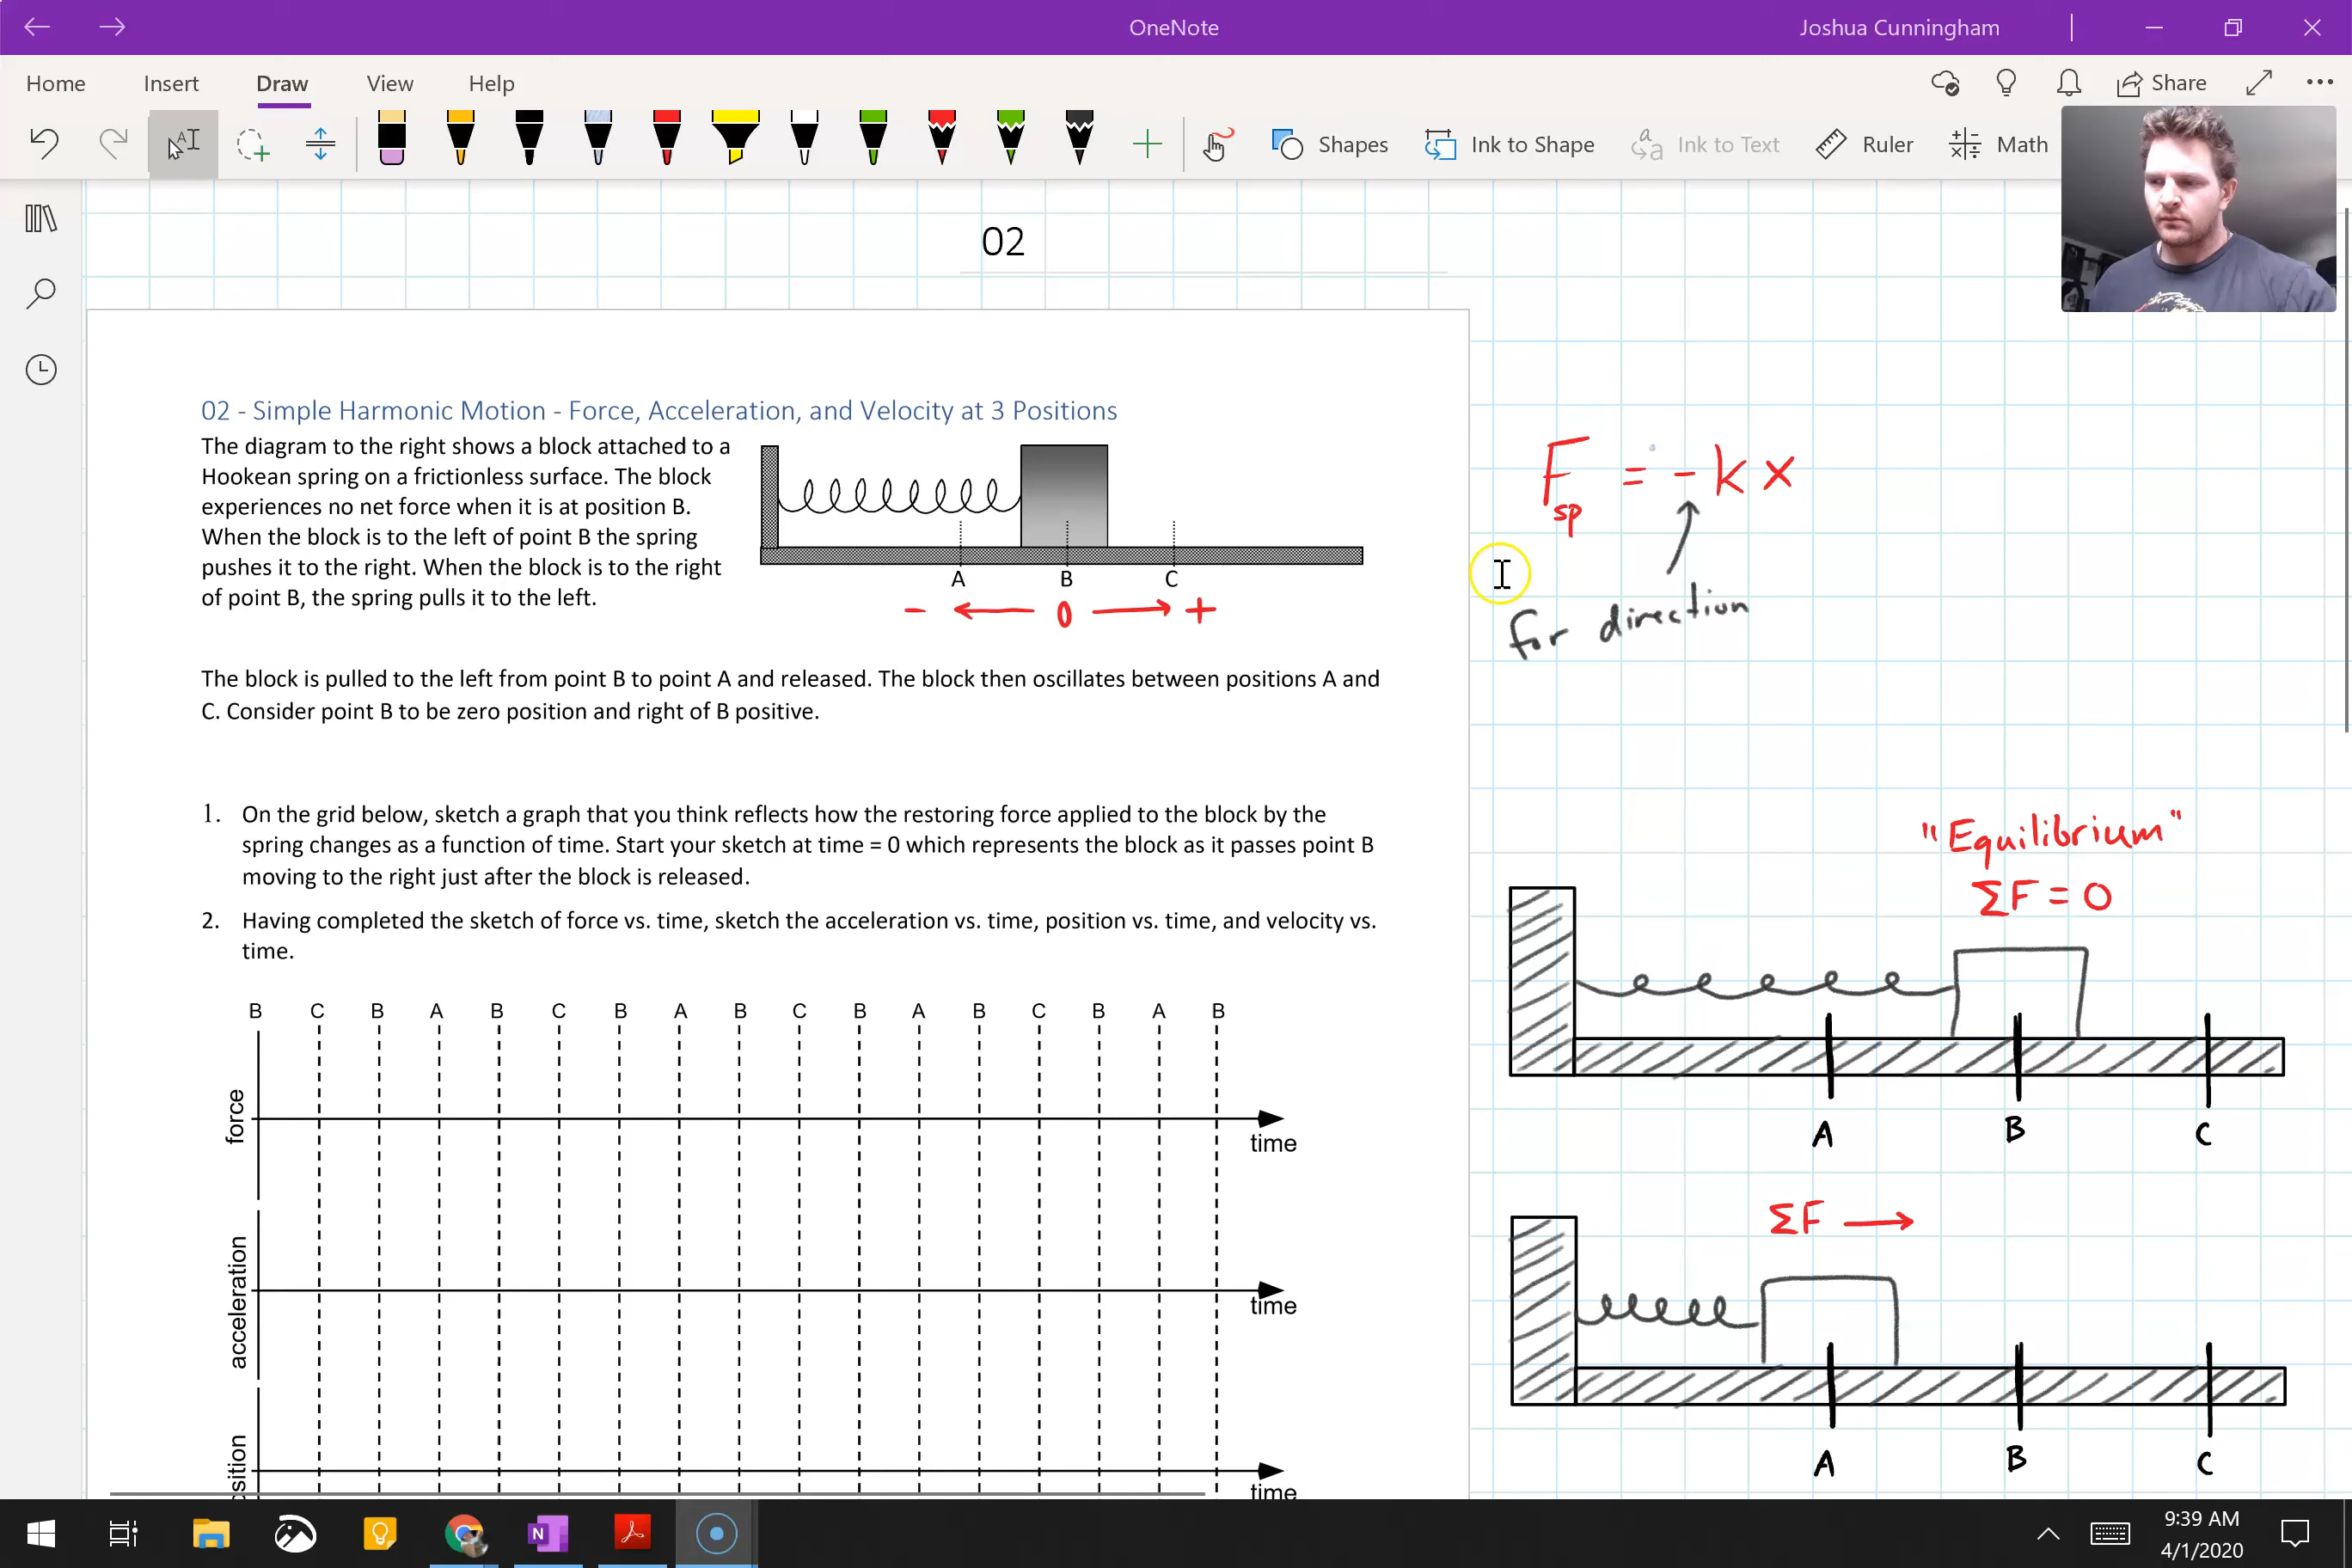 OneNote
Joshua Cunningham
Home Insert Draw View Help
Share
Shapes Ink to Shape Ink to Text Ruler Math
02
02 - Simple Harmonic Motion - Force, Acceleration, and Velocity at 3 Positions
The diagram to the right shows a block attached to a
Hookean spring on a frictionless surface. The block
experiences no net force when it is at position B.
When the block is to the left of point B the spring
pushes it to the right. When the block is to the right
of point B, the spring pulls it to the left.
A B C
- 0 +
The block is pulled to the left from point B to point A and released. The block then oscillates between positions A and
C. Consider point B to be zero position and right of B positive.
1. On the grid below, sketch a graph that you think reflects how the restoring force applied to the block by the
spring changes as a function of time. Start your sketch at time = 0 which represents the block as it passes point B
moving to the right just after the block is released.
2. Having completed the sketch of force vs. time, sketch the acceleration vs. time, position vs. time, and velocity vs.
time.
B C B A B C B A B C B A B C B A B
force
time
acceleration
time
sition
time
F sp = - k x
for direction
"Equilibrium"
ΣF = 0
A B C
ΣF →
A B C
9:39 AM
4/1/2020